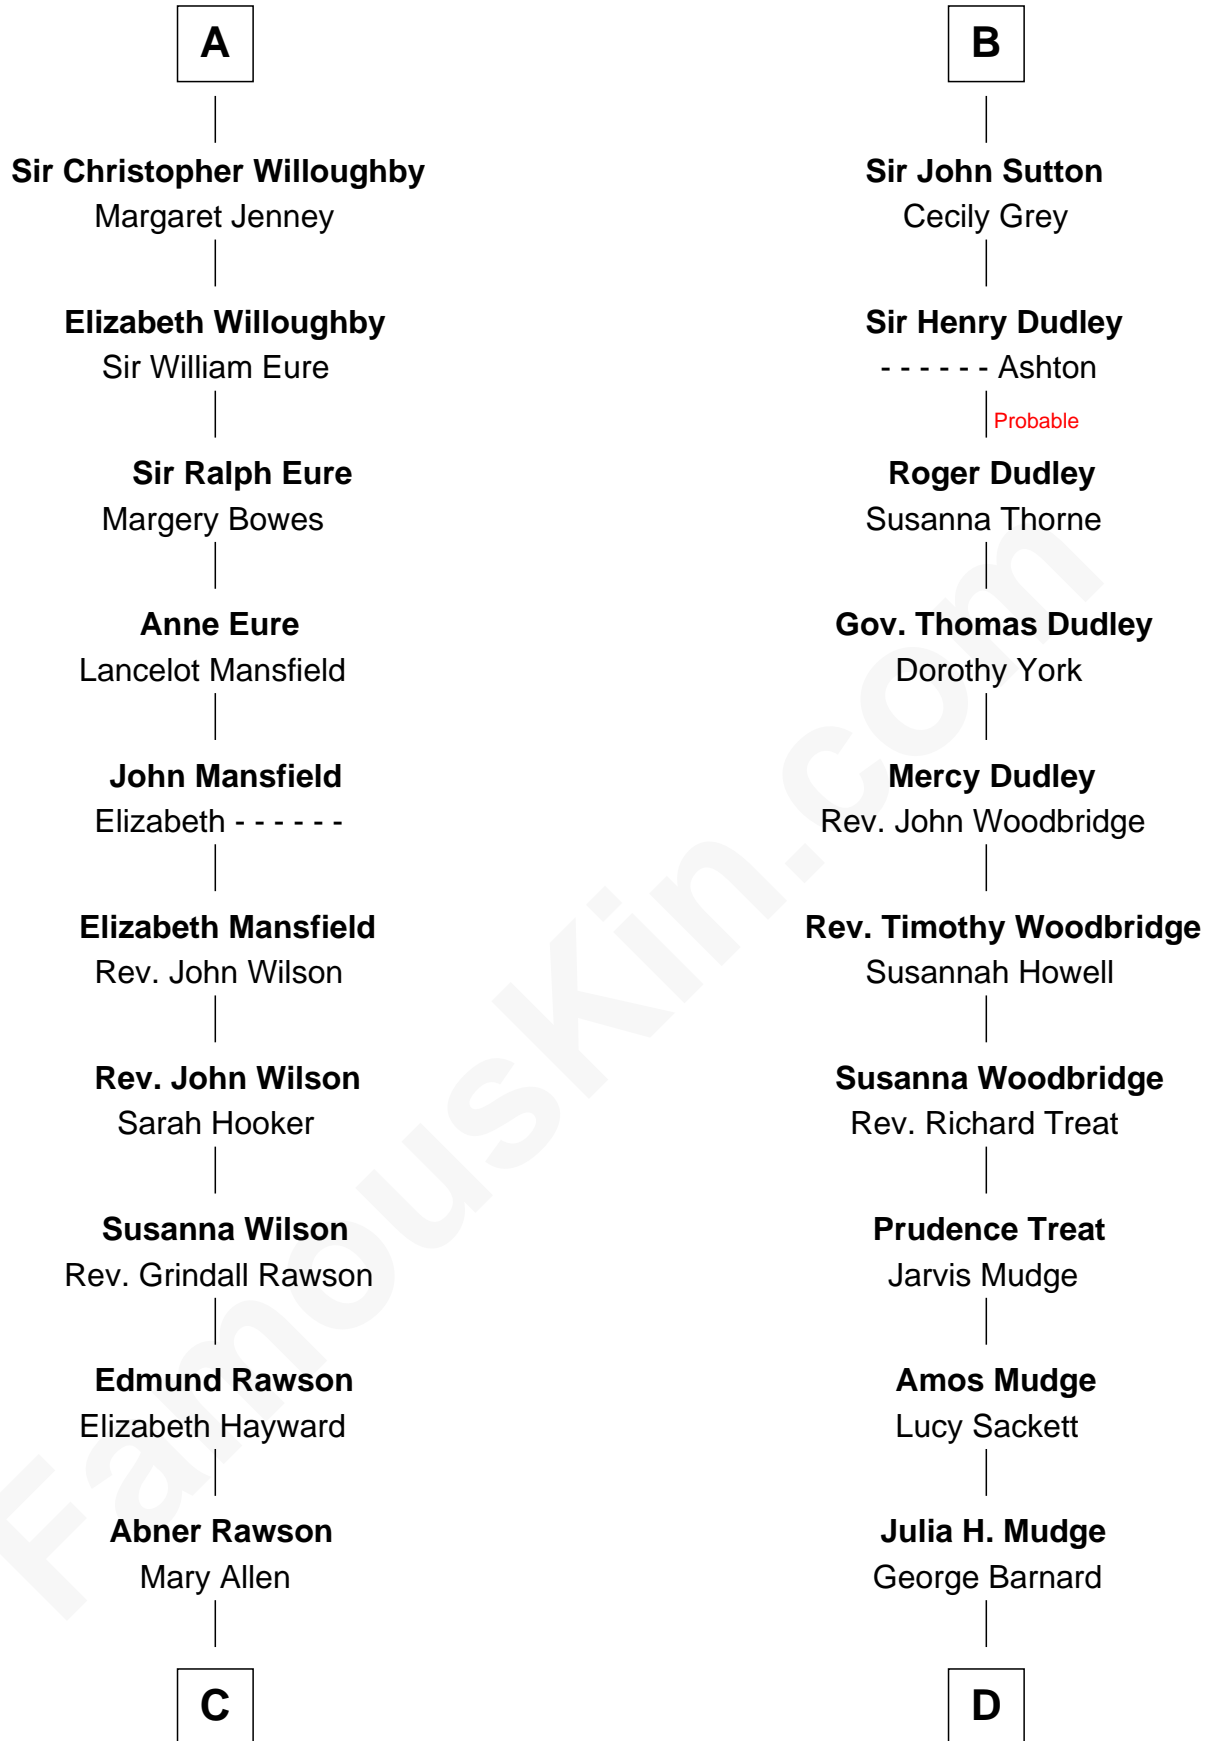 A
Sir Christopher Willoughby
Margaret Jenney
Elizabeth Willoughby
Sir William Eure
Sir Ralph Eure
Margery Bowes
Anne Eure
Lancelot Mansfield
John Mansfield
Elizabeth - - - - - -
Elizabeth Mansfield
Rev. John Wilson
Rev. John Wilson
Sarah Hooker
Susanna Wilson
Rev. Grindall Rawson
Edmund Rawson
Elizabeth Hayward
Abner Rawson
Mary Allen
C
B
Sir John Sutton
Cecily Grey
Sir Henry Dudley
- - - - - - Ashton
Probable
Roger Dudley
Susanna Thorne
Gov. Thomas Dudley
Dorothy York
Mercy Dudley
Rev. John Woodbridge
Rev. Timothy Woodbridge
Susannah Howell
Susanna Woodbridge
Rev. Richard Treat
Prudence Treat
Jarvis Mudge
Amos Mudge
Lucy Sackett
Julia H. Mudge
George Barnard
D
FamousKin.com